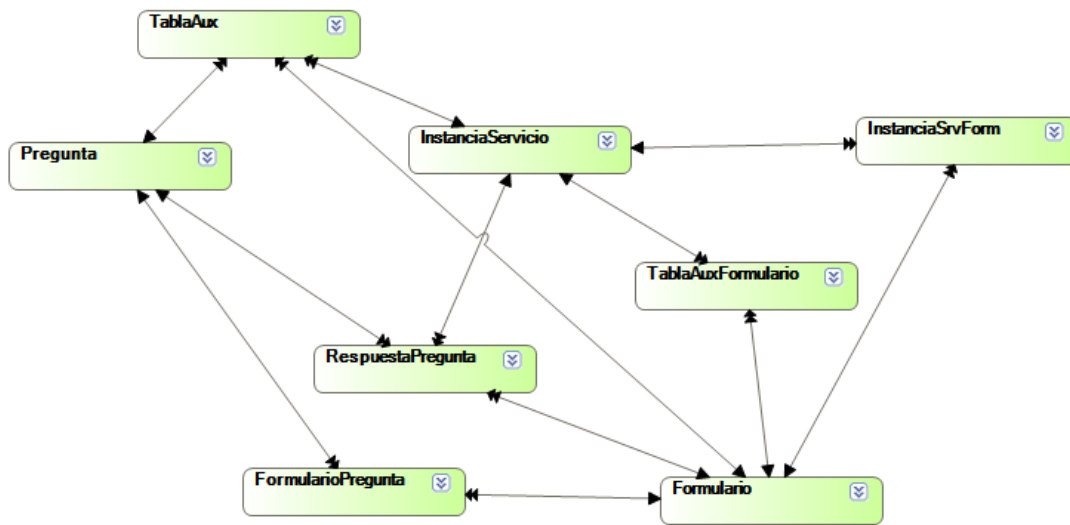 TablaAux
InstanciaSrvForm
InstanciaServicio
Pregunta
TablaAuxFormulario
RespuestaPregunta
FormularioPregunta
Formulario